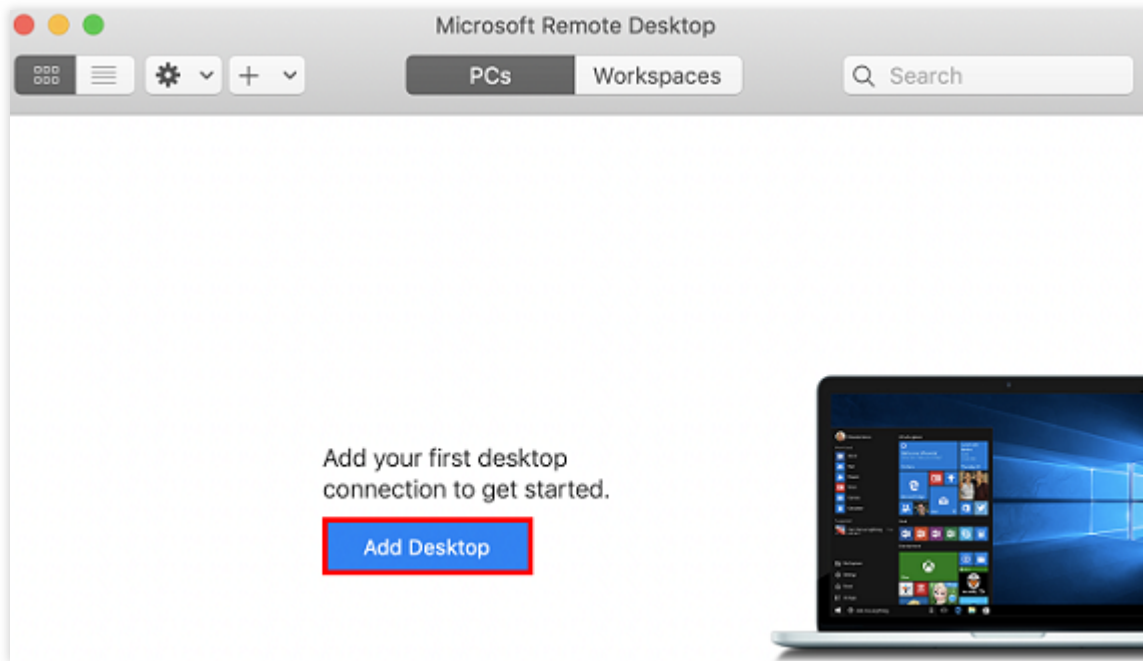 Microsoft Remote Desktop
PCs
Workspaces
Search
Add your first desktop
connection to get started.
Add Desktop